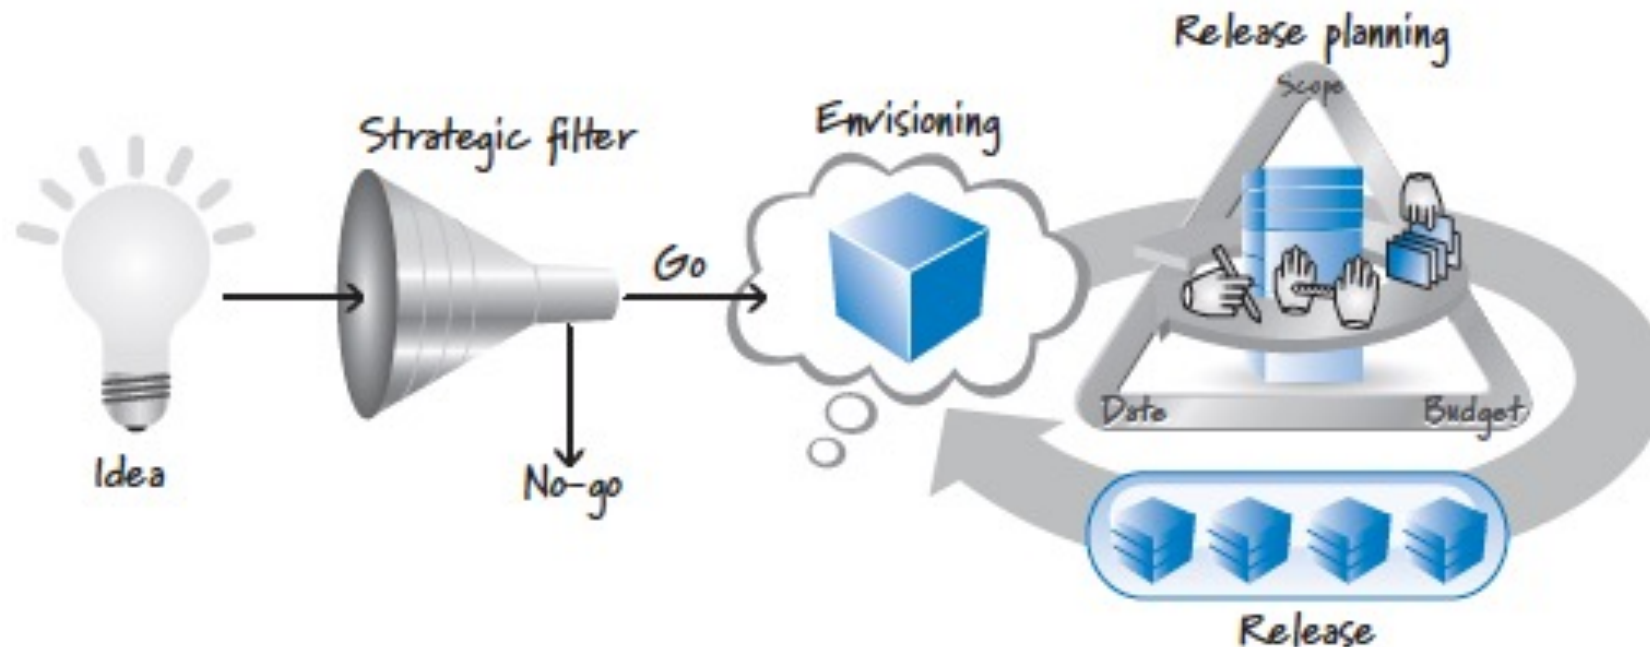 Idea
Strategic filter
Go
No-go
Envisioning
Release planning
Scope
Date
Budget
Release